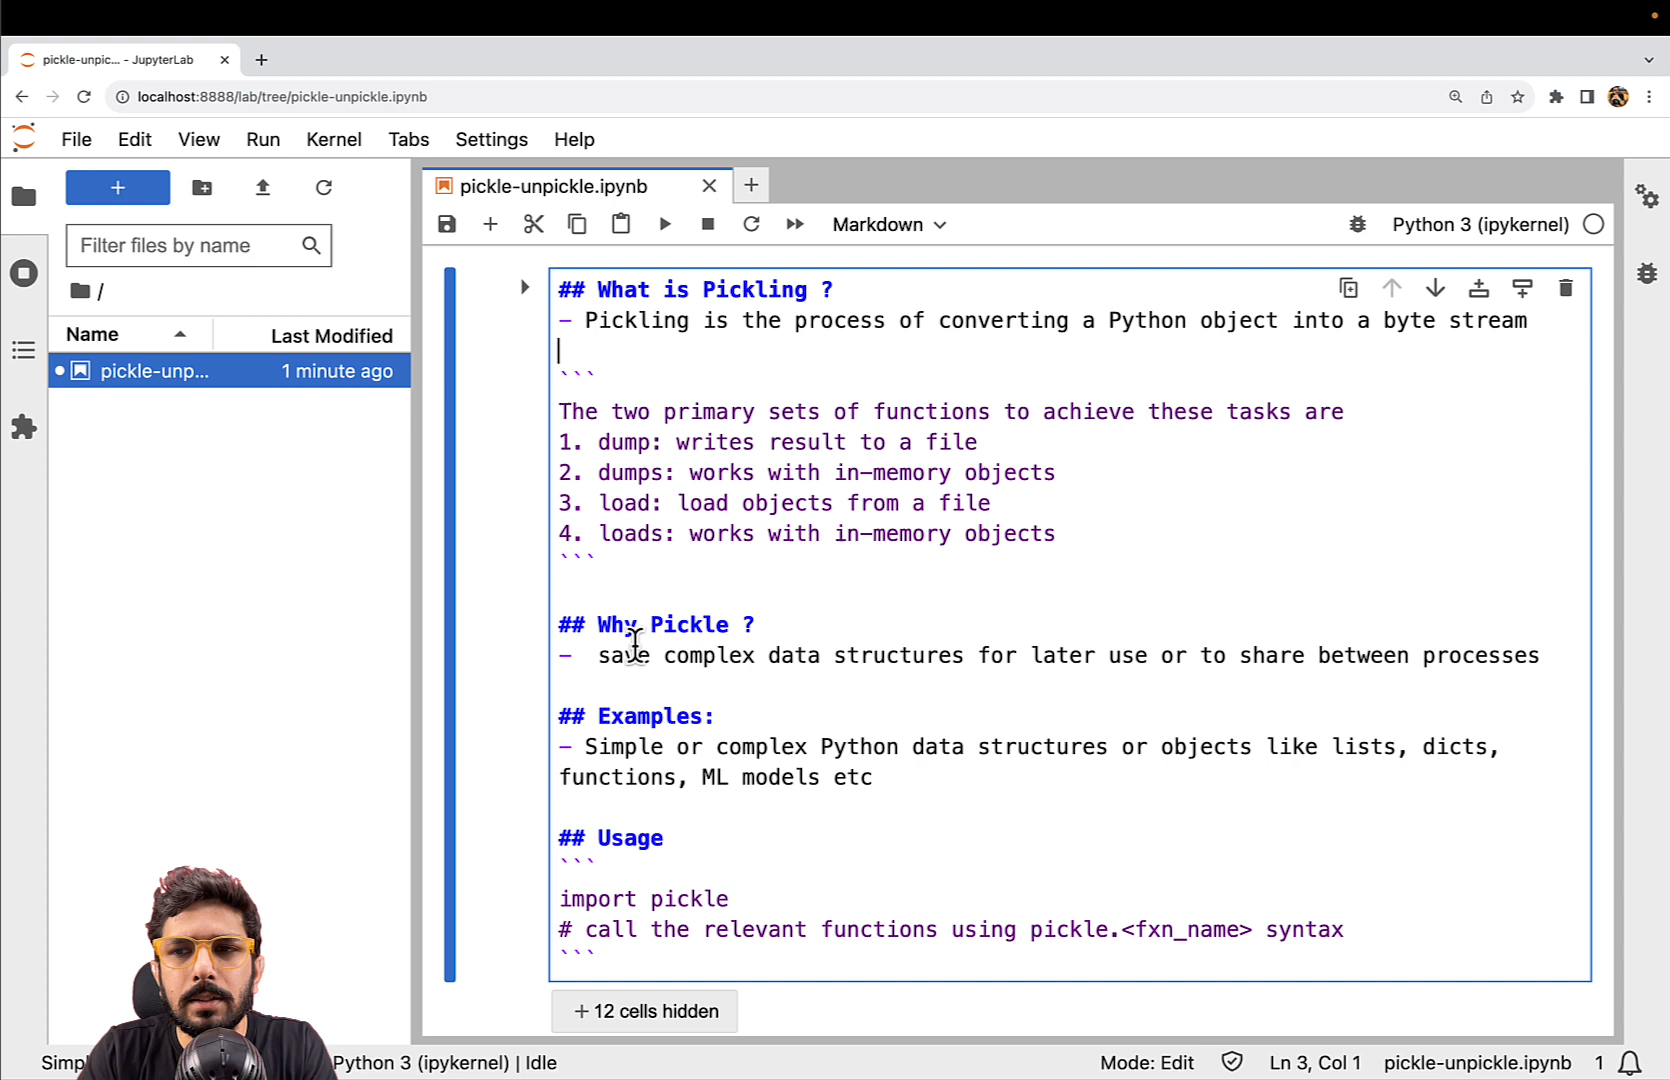 pickle-unpic... - JupyterLab
localhost:8888/lab/tree/pickle-unpickle.ipynb
File Edit View Run Kernel Tabs Settings Help
pickle-unpickle.ipynb
Markdown
Python 3 (ipykernel)
Filter files by name
/
Name Last Modified
pickle-unp... 1 minute ago
## What is Pickling ?
- Pickling is the process of converting a Python object into a byte stream
```
The two primary sets of functions to achieve these tasks are
1. dump: writes result to a file
2. dumps: works with in-memory objects
3. load: load objects from a file
4. loads: works with in-memory objects
```
## Why Pickle ?
-  save complex data structures for later use or to share between processes
## Examples:
- Simple or complex Python data structures or objects like lists, dicts,
functions, ML models etc
## Usage
```
import pickle
# call the relevant functions using pickle.<fxn_name> syntax
```
+ 12 cells hidden
Simp
Python 3 (ipykernel) | Idle
Mode: Edit
Ln 3, Col 1
pickle-unpickle.ipynb
1